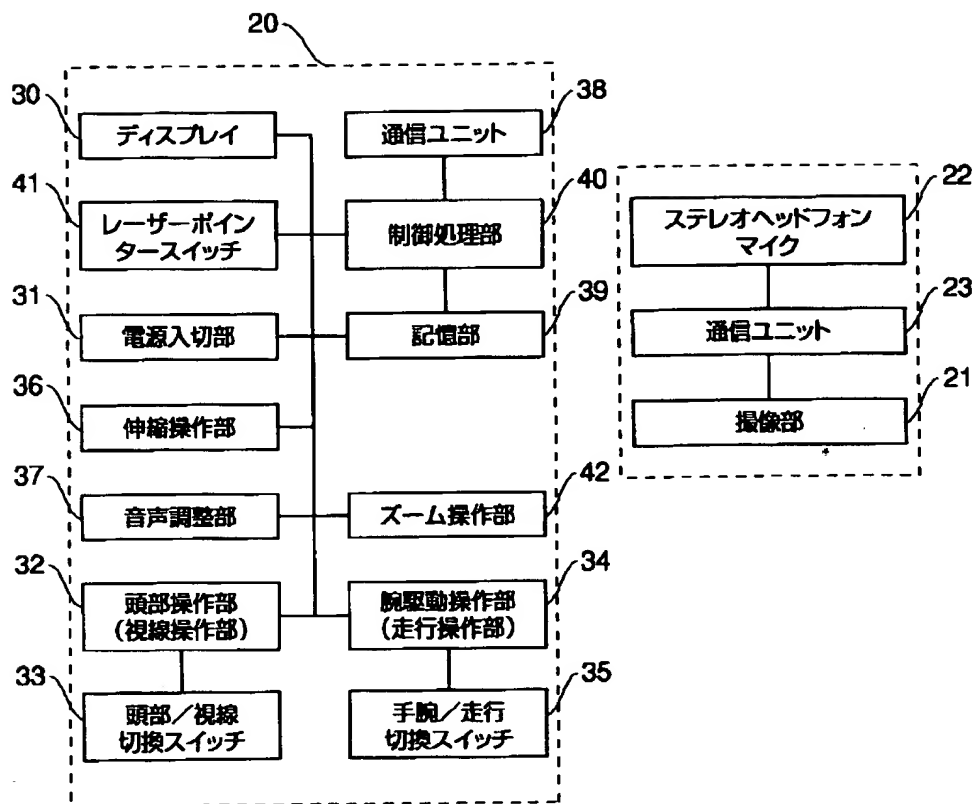 20
30
ディスプレイ
38
通信ユニット
41
レーザーポイン
タースイッチ
40
制御処理部
22
ステレオヘッドフォン
マイク
31
電源入切部
39
記憶部
23
通信ユニット
36
伸縮操作部
21
撮像部
37
音声調整部
42
ズーム操作部
32
頭部操作部
(視線操作部)
34
腕駆動操作部
(走行操作部)
33
頭部／視線
切換スイッチ
35
手腕／走行
切換スイッチ